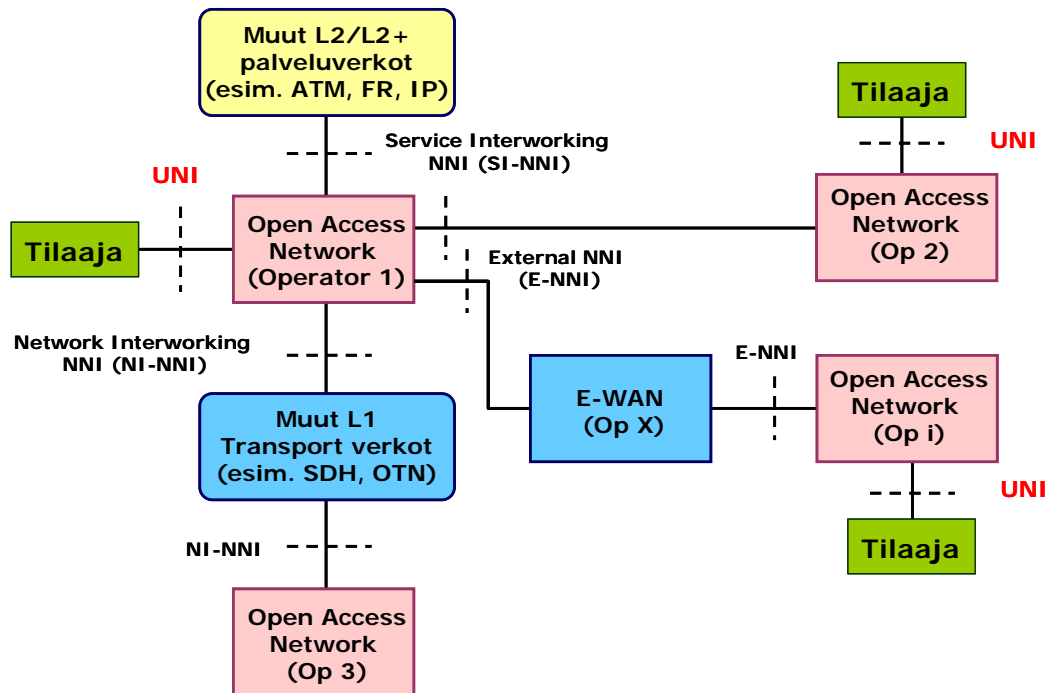 Muut L2/L2+
palveluverkot
(esim. ATM, FR, IP)
Tilaaja
Service Interworking
NNI (SI-NNI)
UNI
UNI
Open Access
Network
(Operator 1)
Open Access
Network
(Op 2)
Tilaaja
External NNI
(E-NNI)
Network Interworking
NNI (NI-NNI)
E-NNI
E-WAN
(Op X)
Open Access
Network
(Op i)
Muut L1
Transport verkot
(esim. SDH, OTN)
UNI
Tilaaja
NI-NNI
Open Access
Network
(Op 3)